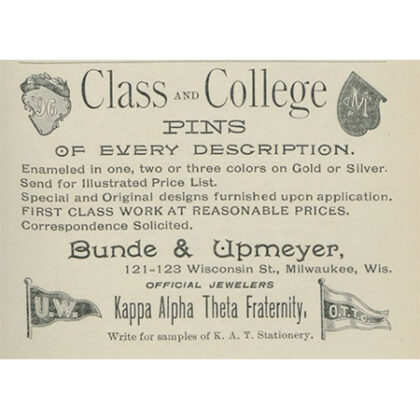 '96.
Class AND College
M
PINS
OF EVERY DESCRIPTION.
Enameled in one, two or three colors on Gold or Silver.
Send for Illustrated Price List.
Special and Original designs furnished upon application.
FIRST CLASS WORK AT REASONABLE PRICES.
Correspondence Solicited.
Bunde & Upmeyer,
121-123 Wisconsin St., Milwaukee, Wis.
OFFICIAL JEWELERS
U.W.
Kappa Alpha Theta Fraternity.
O.T.T.C.
Write for samples of K. A. T. Stationery.